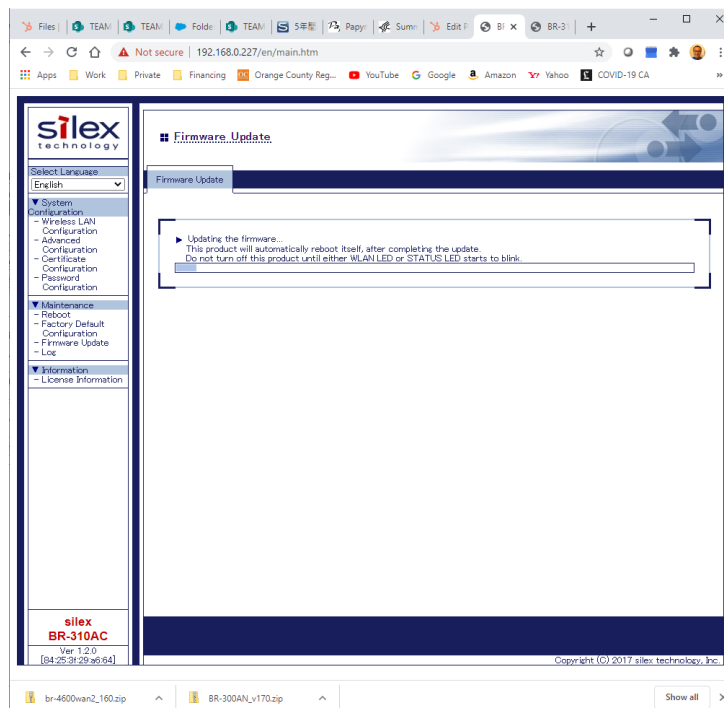 Files |
TEAM
TEAM
Folde
TEAM
Papyr
Sumn
Edit P
BR-31
Not secure | 192.168.0.227/en/main.htm
Apps
Work
Private
Financing
Orange County Reg...
YouTube
Google
Amazon
Yahoo
COVID-19 CA
»
silex
technology
Select Language
English
▼ System
Configuration
- Wireless LAN
Configuration
- Advanced
Configuration
- Certificate
Configuration
- Password
Configuration
▼ Maintenance
- Reboot
- Factory Default
Configuration
- Firmware Update
- Log
▼ Information
- License Information
silex
BR-310AC
Ver 1.2.0
[84:25:3f:29:a6:64]
Firmware Update
Firmware Update
Updating the firmware...
This product will automatically reboot itself, after completing the update.
Do not turn off this product until either WLAN LED or STATUS LED starts to blink.
Copyright (C) 2017 silex technology, Inc.
br-4600wan2_160.zip
BR-300AN_v170.zip
Show all